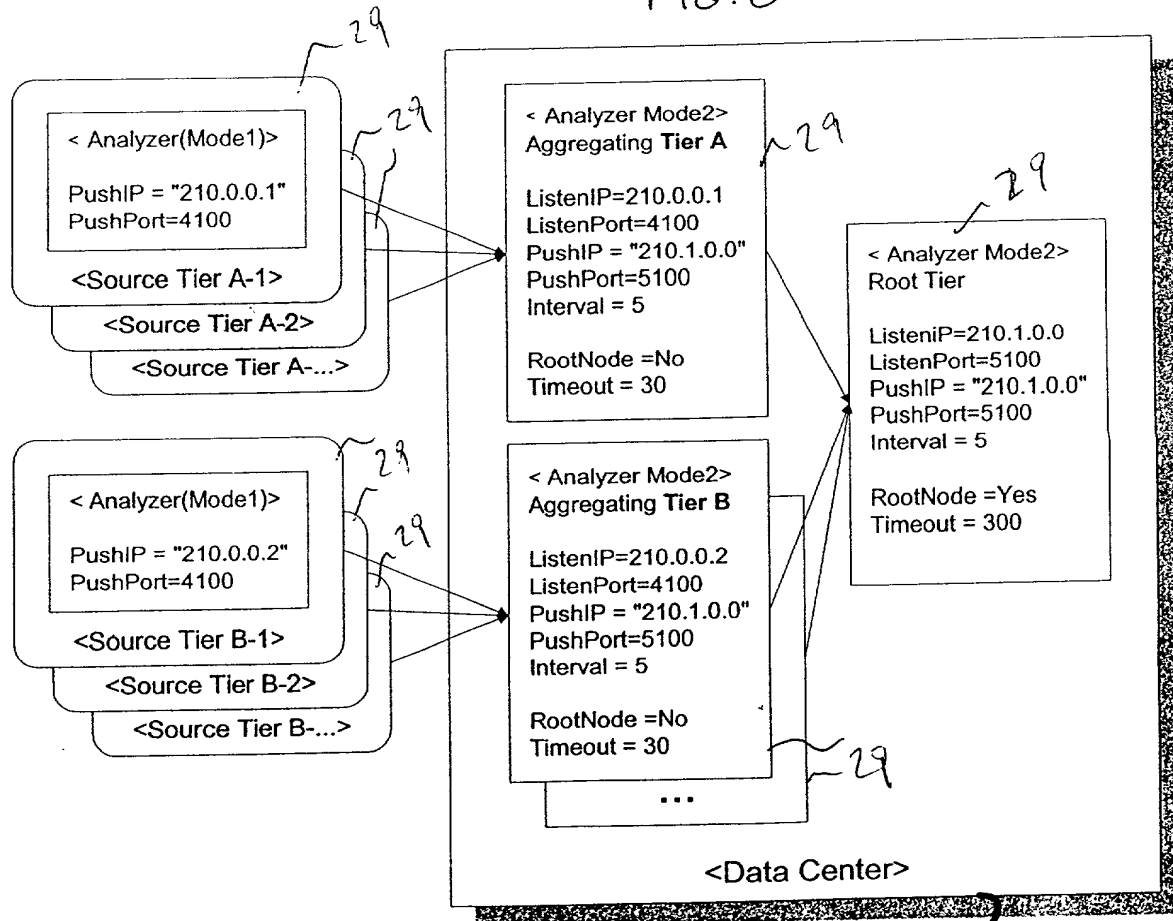 29
< Analyzer(Mode1)>
PushIP = "210.0.0.1"
PushPort=4100
<Source Tier A-1>
29
<Source Tier A-2>
<Source Tier A-...>
29
< Analyzer(Mode1)>
PushIP = "210.0.0.2"
PushPort=4100
<Source Tier B-1>
29
<Source Tier B-2>
29
<Source Tier B-...>
< Analyzer Mode2>
Aggregating Tier A
ListenIP=210.0.0.1
ListenPort=4100
PushIP = "210.1.0.0"
PushPort=5100
Interval = 5
RootNode =No
Timeout = 30
29
< Analyzer Mode2>
Aggregating Tier B
ListenIP=210.0.0.2
ListenPort=4100
PushIP = "210.1.0.0"
PushPort=5100
Interval = 5
RootNode =No
Timeout = 30
...
29
29
< Analyzer Mode2>
Root Tier
ListeniP=210.1.0.0
ListenPort=5100
PushIP = "210.1.0.0"
PushPort=5100
Interval = 5
RootNode =Yes
Timeout = 300
<Data Center>